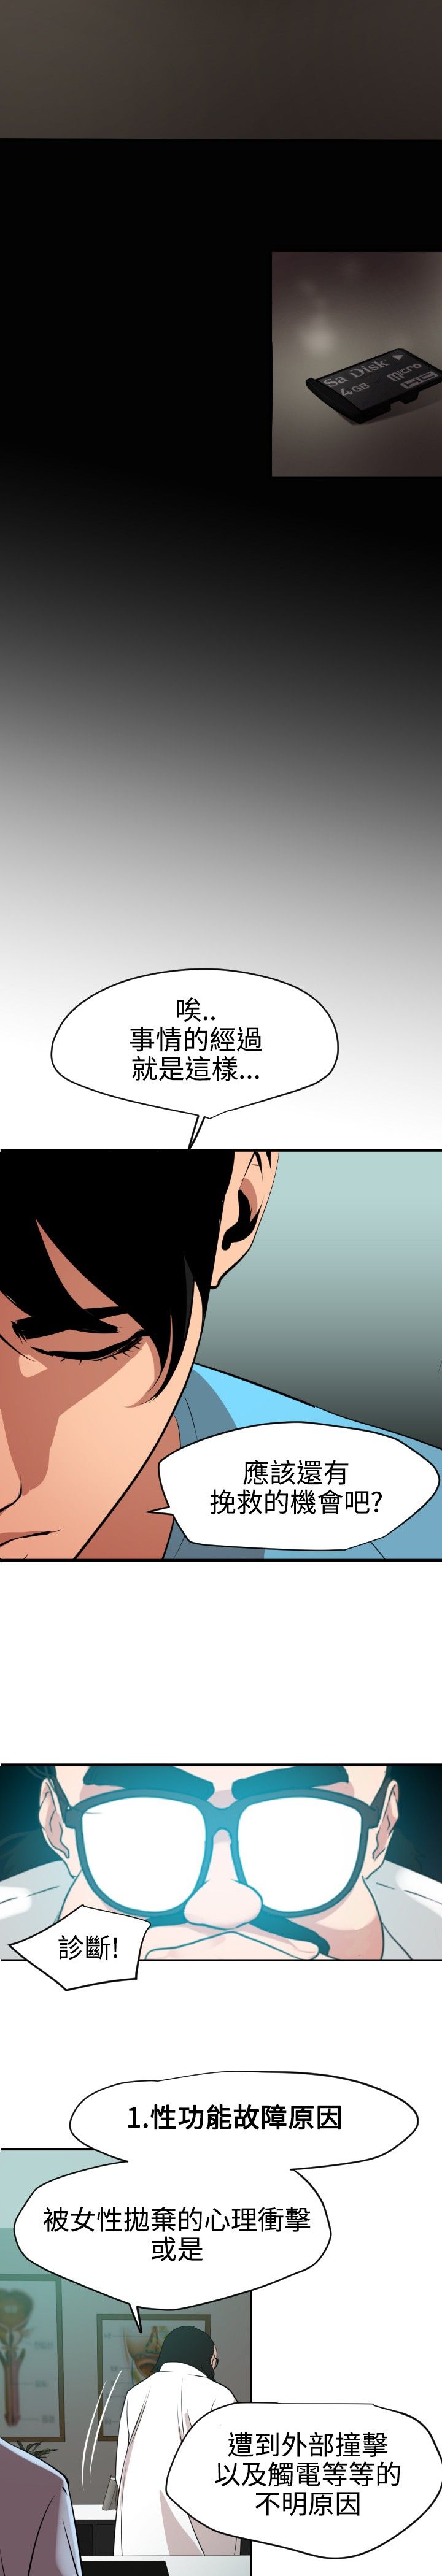 Sa Disk
4GB
Micro
唉..
事情的經過
就是這樣...
應該還有
挽救的機會吧?
診斷!
1.性功能故障原因
被女性拋棄的心理衝擊
或是
遭到外部撞擊
以及觸電等等的
不明原因